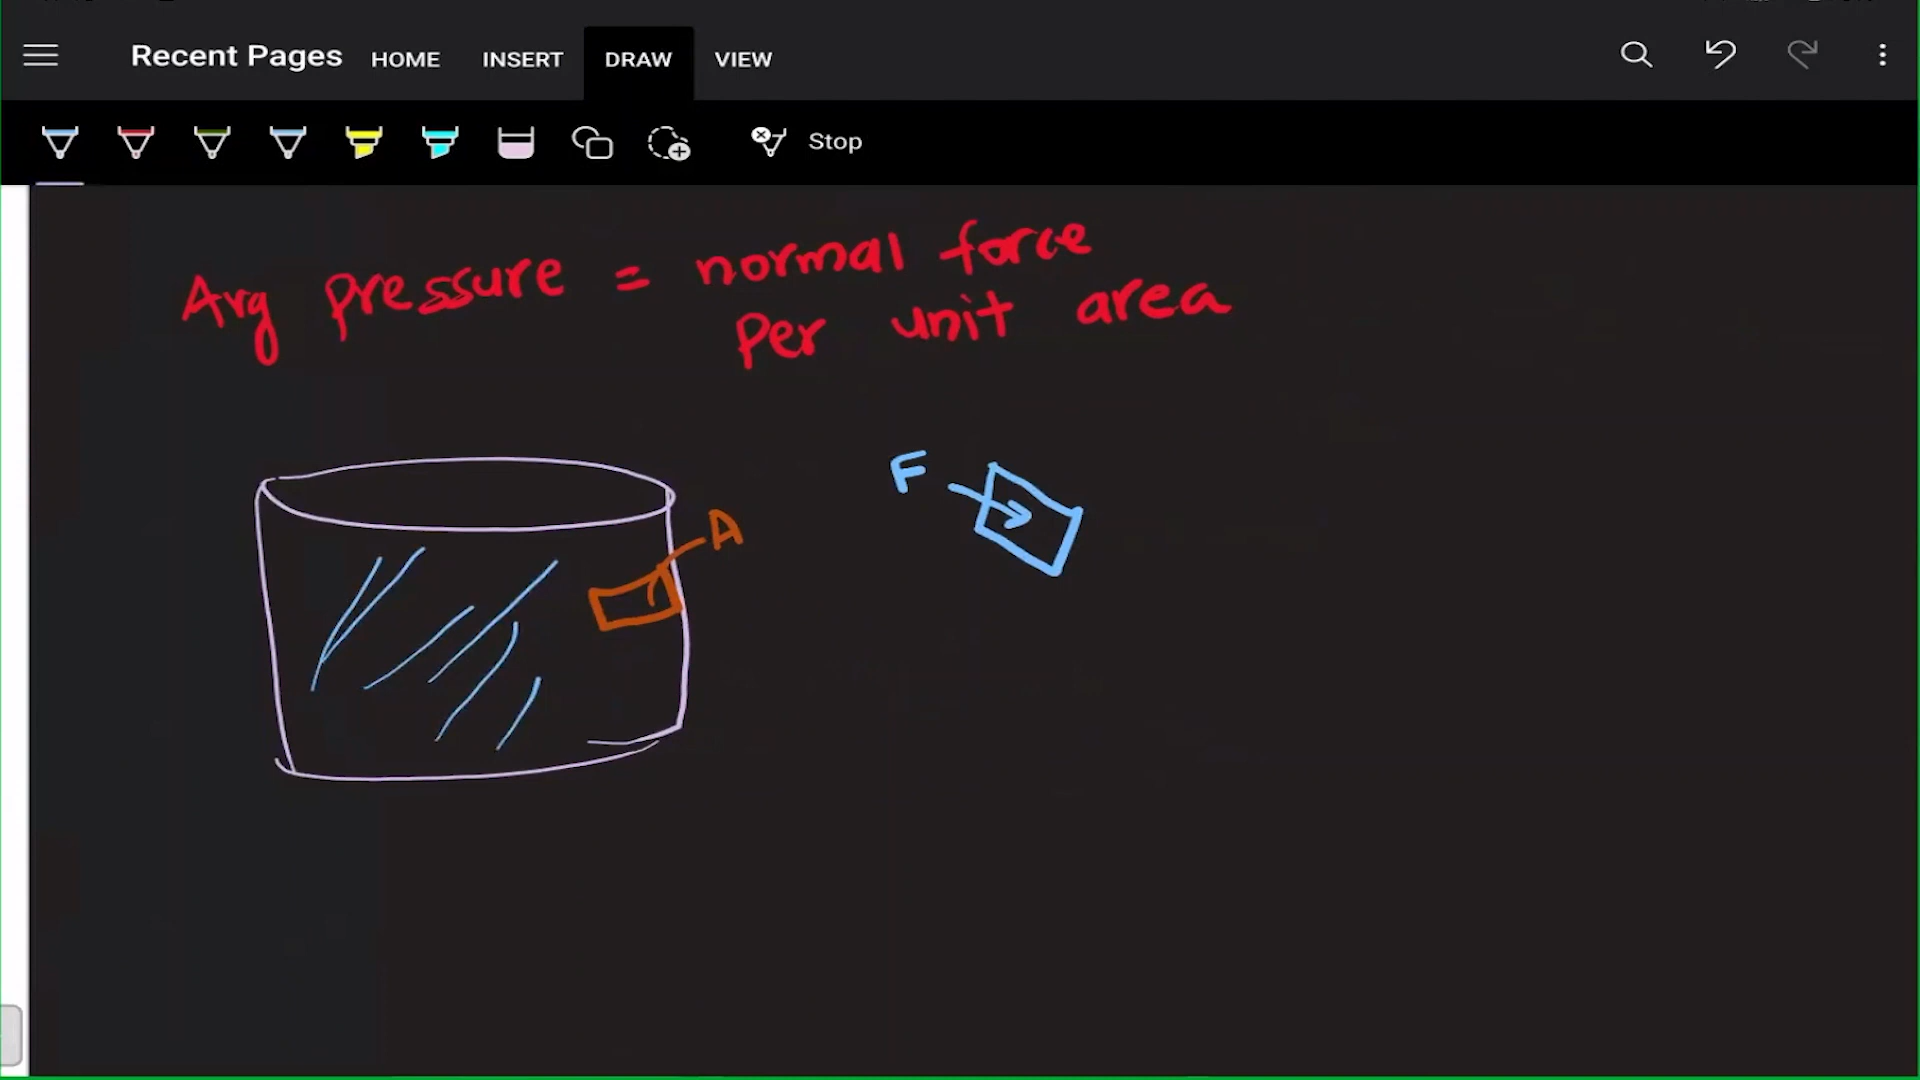 Recent Pages HOME INSERT DRAW VIEW
Stop
Avg pressure = normal force
Per unit area
F
A